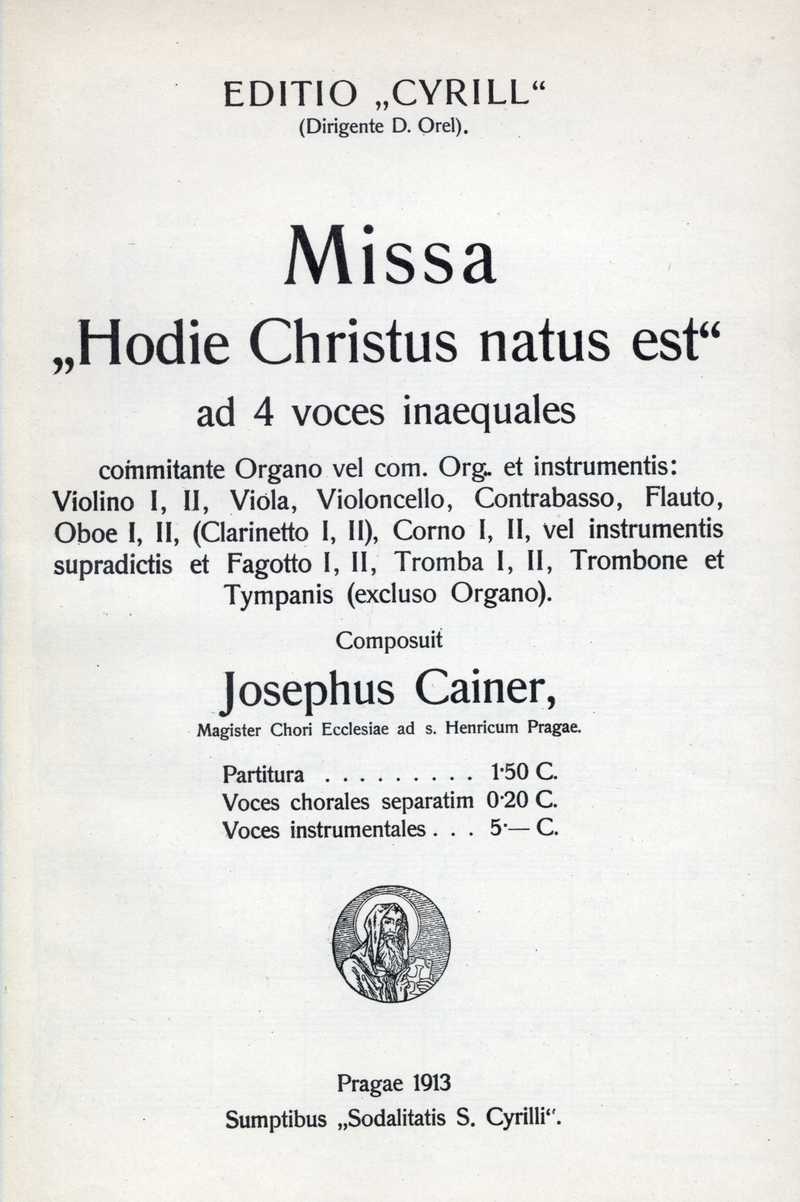 EDITIO „CYRILL“
(Dirigente D. Orel).
Missa
„Hodie Christus natus est“
ad 4 voces inaequales
commitante Organo vel com. Org. et instrumentis:
Violino I, II, Viola, Violoncello, Contrabasso, Flauto,
Oboe I, II, (Clarinetto I, II), Corno I, II, vel instrumentis
supradictis et Fagotto I, II, Tromba I, II, Trombone et
Tympanis (excluso Organo).
Composuit
Josephus Cainer,
Magister Chori Ecclesiae ad s. Henricum Pragae.
Partitura . . . . . . . . . 1·50 C.
Voces chorales separatim 0·20 C.
Voces instrumentales . . . 5·— C.
Pragae 1913
Sumptibus „Sodalitatis S. Cyrilli“.